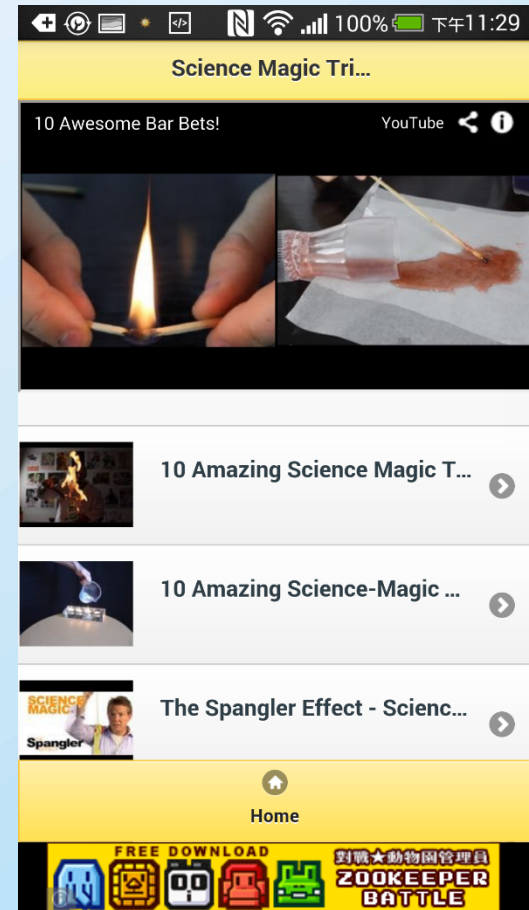 100% 下午11:29
Science Magic Tri...
10 Awesome Bar Bets!
YouTube
10 Amazing Science Magic T...
10 Amazing Science-Magic ...
SCIENCE
MAGIC
Spangler
The Spangler Effect - Scienc...
Home
FREE DOWNLOAD
對戰★動物園管理員
ZOOKEEPER
BATTLE